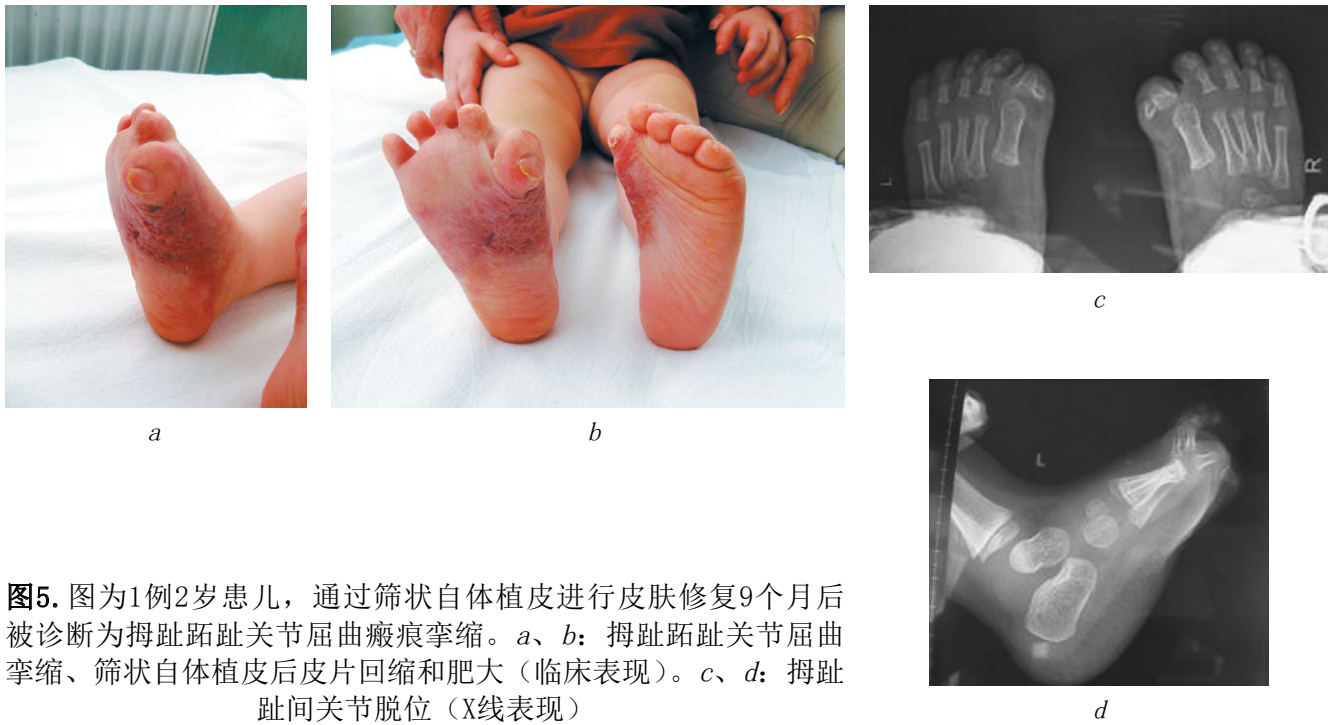 L
R
c
a
b
L
d
图5. 图为1例2岁患儿，通过筛状自体植皮进行皮肤修复9个月后
被诊断为拇趾跖趾关节屈曲瘢痕挛缩。a、b：拇趾跖趾关节屈曲
挛缩、筛状自体植皮后皮片回缩和肥大（临床表现）。c、d：拇趾
趾间关节脱位（X线表现）